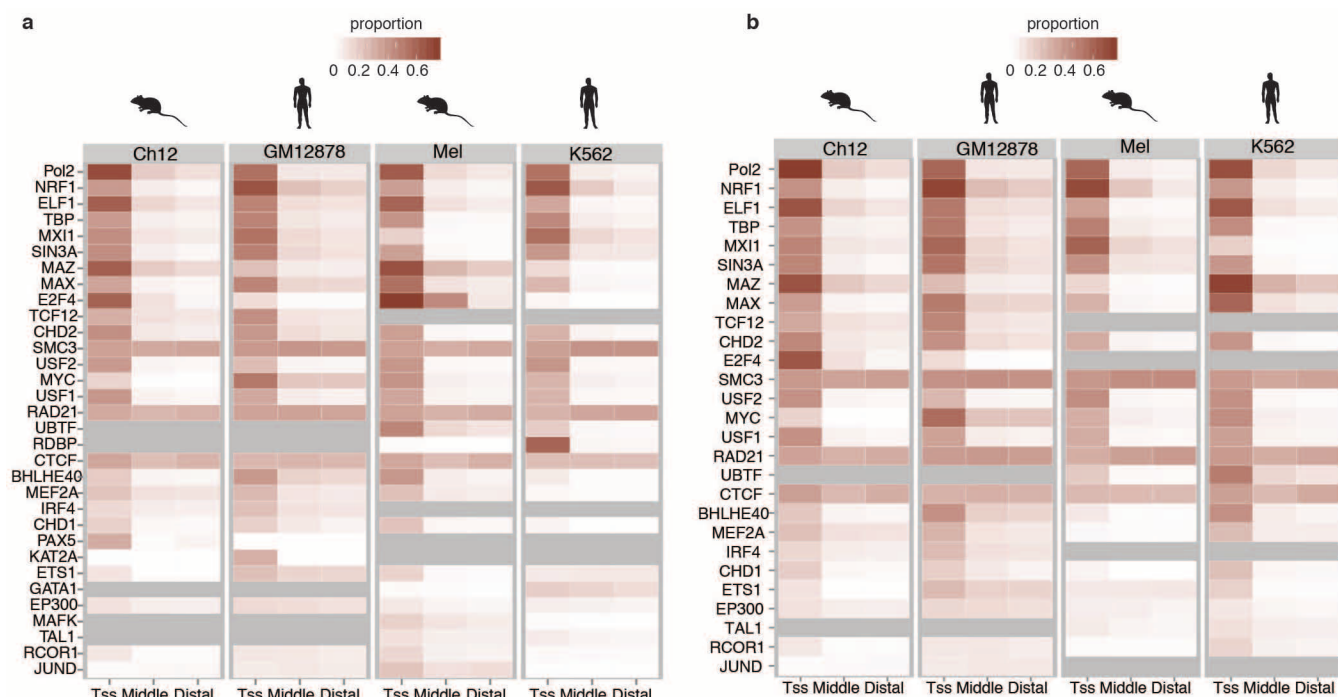 a
proportion
0 0.2 0.4 0.6
Ch12 GM12878 Mel K562
Pol2
NRF1
ELF1
TBP
MXI1
SIN3A
MAZ
MAX
E2F4
TCF12
CHD2
SMC3
USF2
MYC
USF1
RAD21
UBTF
RDBP
CTCF
BHLHE40
MEF2A
IRF4
CHD1
PAX5
KAT2A
ETS1
GATA1
EP300
MAFK
TAL1
RCOR1
JUND
Tss Middle Distal Tss Middle Distal Tss Middle Distal Tss Middle Distal
b
proportion
0 0.2 0.4 0.6
Ch12 GM12878 Mel K562
Pol2
NRF1
ELF1
TBP
MXI1
SIN3A
MAZ
MAX
TCF12
CHD2
E2F4
SMC3
USF2
MYC
USF1
RAD21
UBTF
CTCF
BHLHE40
MEF2A
IRF4
CHD1
ETS1
EP300
TAL1
RCOR1
JUND
Tss Middle Distal Tss Middle Distal Tss Middle Distal Tss Middle Distal